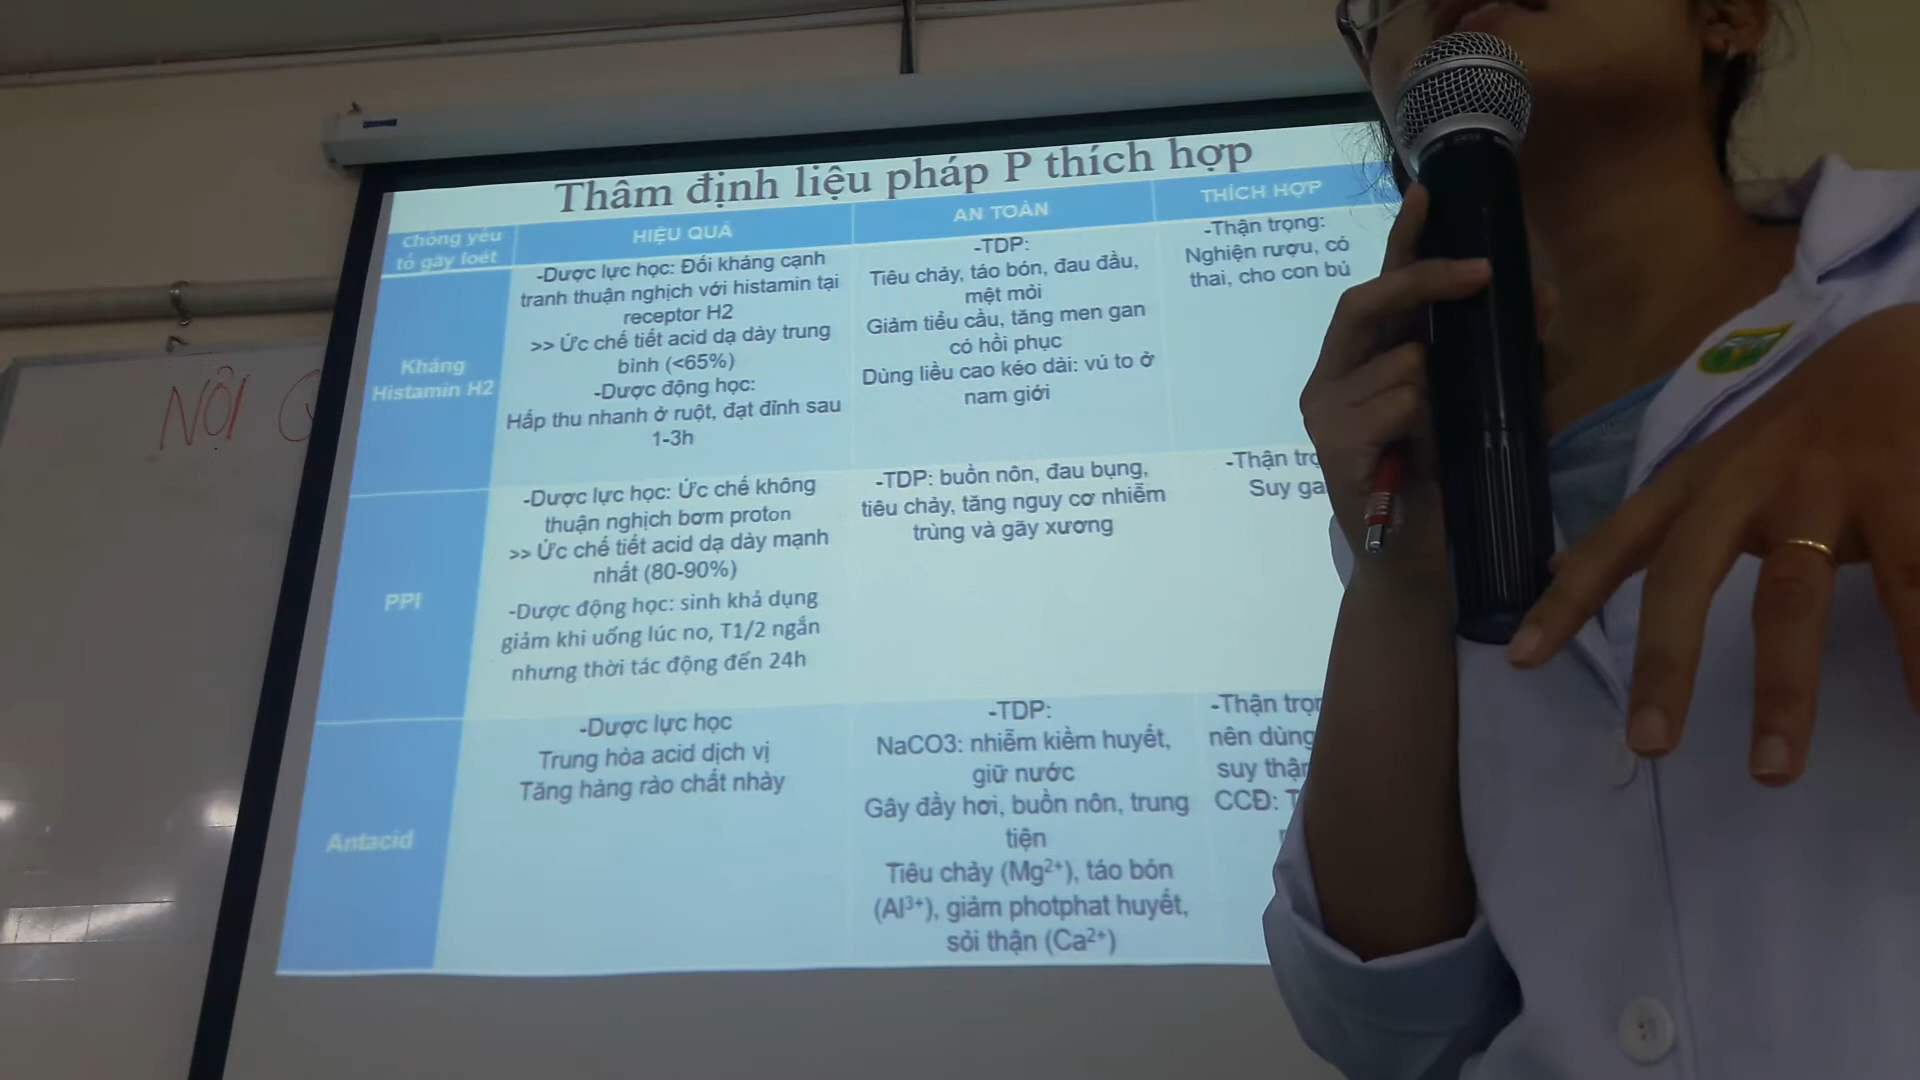 NỘI
Thâm định liệu pháp P thích hợp
Chống yếu
tố gây loét
HIỆU QUẢ
AN TOÀN
THÍCH HỢP
Kháng
Histamin H2
-Dược lực học: Đối kháng cạnh
tranh thuận nghịch với histamin tại
receptor H2
>> Ức chế tiết acid dạ dày trung
bình (<65%)
-Dược động học:
Hấp thu nhanh ở ruột, đạt đỉnh sau
1-3h
-TDP:
Tiêu chảy, táo bón, đau đầu,
mệt mỏi
Giảm tiểu cầu, tăng men gan
có hồi phục
Dùng liều cao kéo dài: vú to ở
nam giới
-Thận trọng:
Nghiện rượu, có
thai, cho con bú
PPI
-Dược lực học: Ức chế không
thuận nghịch bơm proton
>> Ức chế tiết acid dạ dày mạnh
nhất (80-90%)
-Dược động học: sinh khả dụng
giảm khi uống lúc no, T1/2 ngắn
nhưng thời tác động đến 24h
-TDP: buồn nôn, đau bụng,
tiêu chảy, tăng nguy cơ nhiễm
trùng và gãy xương
-Thận
Suy
Antacid
-Dược lực học
Trung hòa acid dịch vị
Tăng hàng rào chất nhày
-TDP:
NaCO3: nhiễm kiềm huyết,
giữ nước
Gây đầy hơi, buồn nôn, trung
tiện
Tiêu chảy (Mg²⁺), táo bón
(Al³⁺), giảm photphat huyết,
sỏi thận (Ca²⁺)
-Thận
nên dùng
suy
CCĐ: